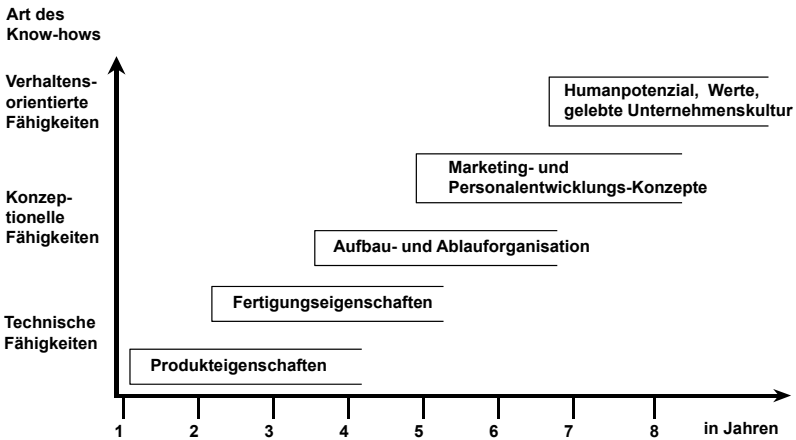 Art des
Know-hows
Verhaltens-
orientierte
Fähigkeiten
Humanpotenzial, Werte,
gelebte Unternehmenskultur
Marketing- und
Personalentwicklungs-Konzepte
Konzep-
tionelle
Fähigkeiten
Aufbau- und Ablauforganisation
Fertigungseigenschaften
Technische
Fähigkeiten
Produkteigenschaften
1 2 3 4 5 6 7 8 in Jahren